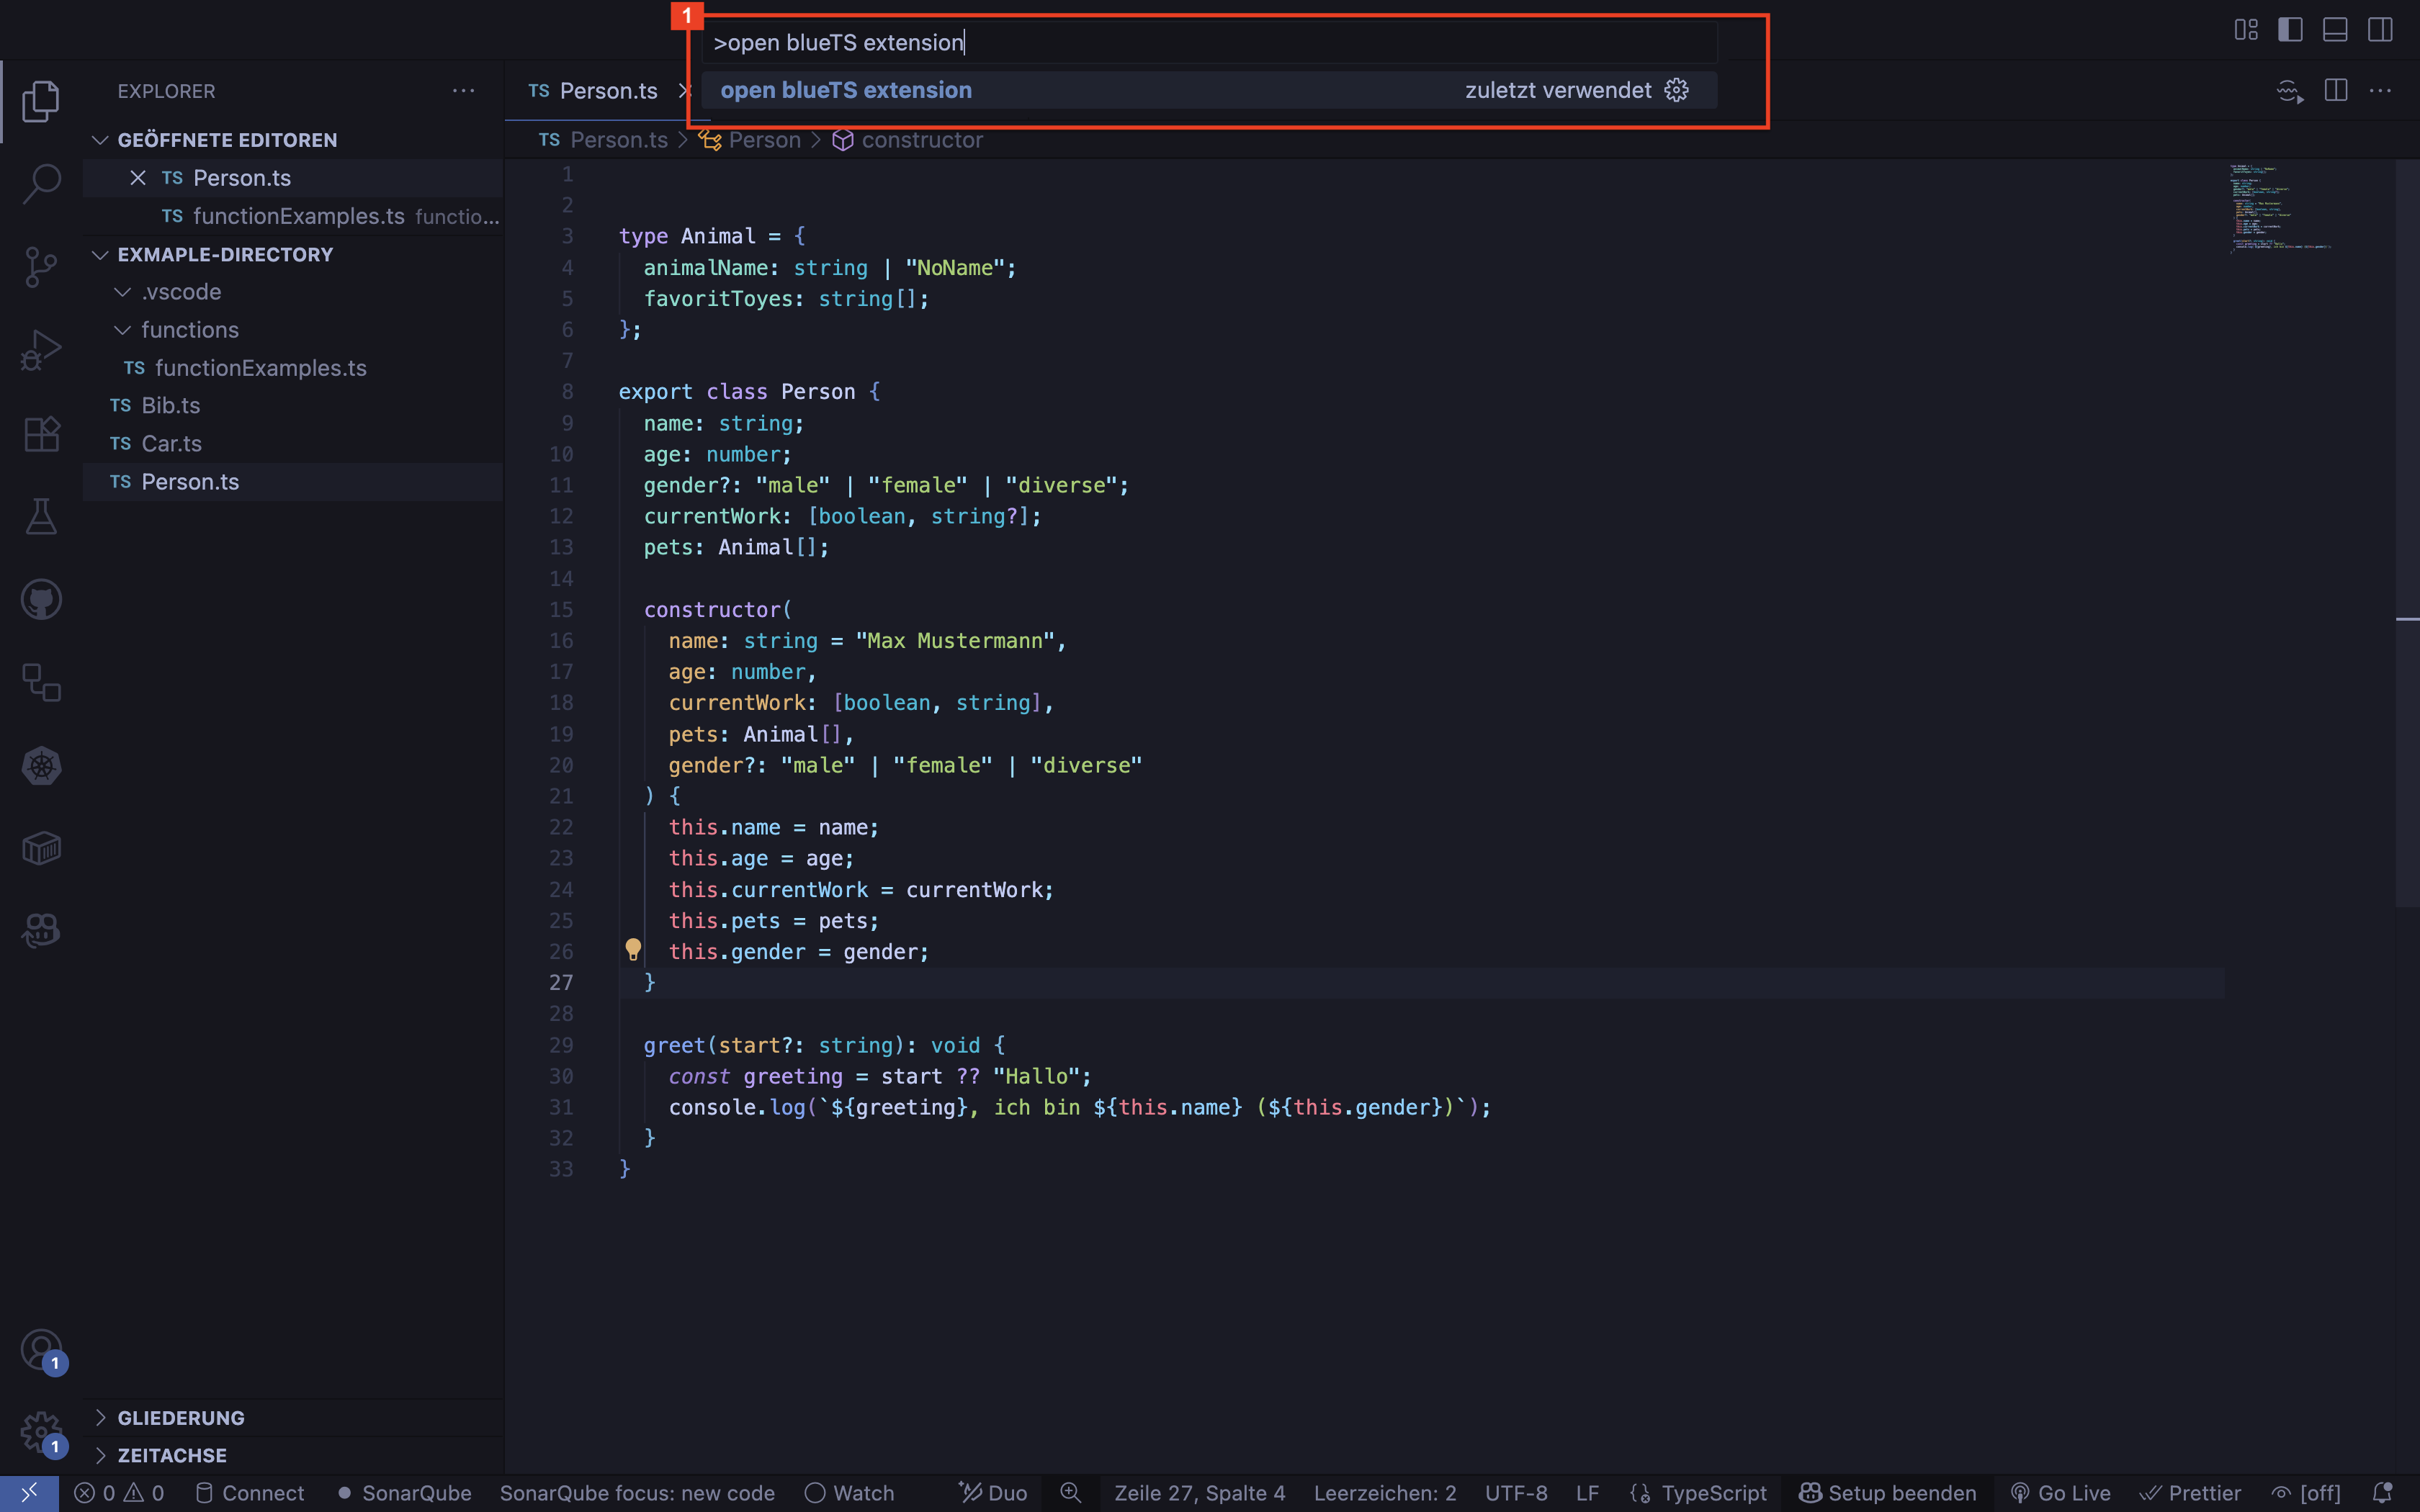 1
>open blueTS extension
open blueTS extension zuletzt verwendet
EXPLORER
GEÖFFNETE EDITOREN
TS Person.ts
TS functionExamples.ts functio...
EXMAPLE-DIRECTORY
.vscode
functions
TS functionExamples.ts
TS Bib.ts
TS Car.ts
TS Person.ts
GLIEDERUNG
ZEITACHSE
1
1
TS Person.ts
TS Person.ts > Person > constructor
1
2
3 type Animal = {
4 animalName: string | "NoName";
5 favoritToyes: string[];
6 };
7
8 export class Person {
9 name: string;
10 age: number;
11 gender?: "male" | "female" | "diverse";
12 currentWork: [boolean, string?];
13 pets: Animal[];
14
15 constructor(
16 name: string = "Max Mustermann",
17 age: number,
18 currentWork: [boolean, string],
19 pets: Animal[],
20 gender?: "male" | "female" | "diverse"
21 ) {
22 this.name = name;
23 this.age = age;
24 this.currentWork = currentWork;
25 this.pets = pets;
26 this.gender = gender;
27 }
28
29 greet(start?: string): void {
30 const greeting = start ?? "Hallo";
31 console.log(`${greeting}, ich bin ${this.name} (${this.gender})`);
32 }
33 }
0 0 Connect SonarQube SonarQube focus: new code Watch Duo Zeile 27, Spalte 4 Leerzeichen: 2 UTF-8 LF TypeScript Setup beenden Go Live Prettier [off]